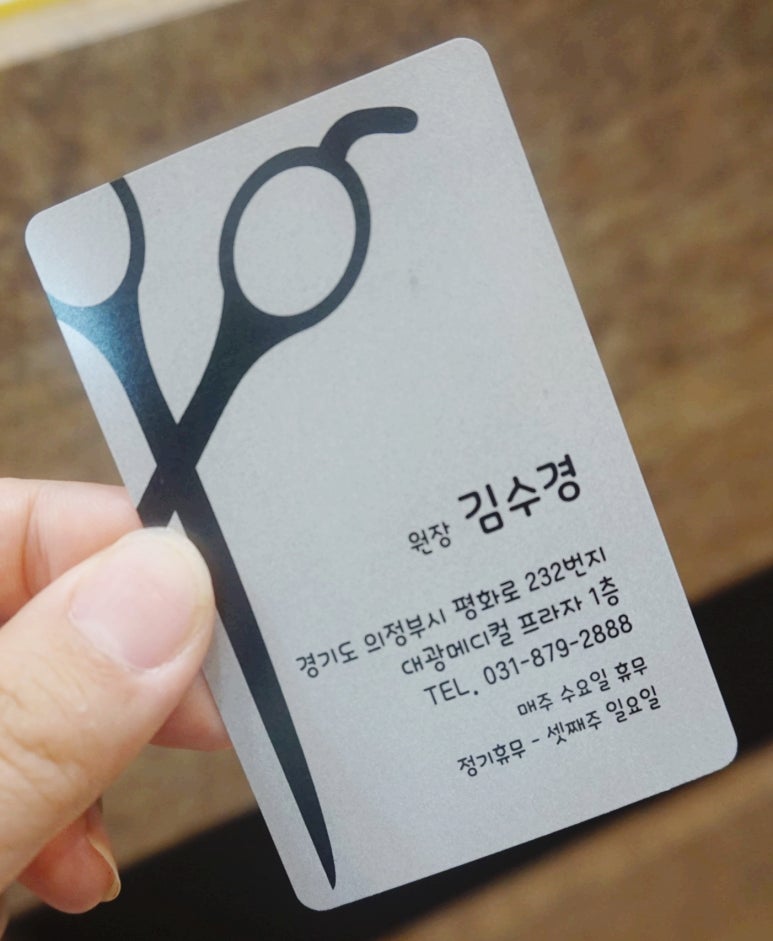 원장 김수경
경기도 의정부시 평화로 232번지
대광메디컬 프라자 1층
TEL. 031-879-2888
매주 수요일 휴무
정기휴무 - 셋째주 일요일